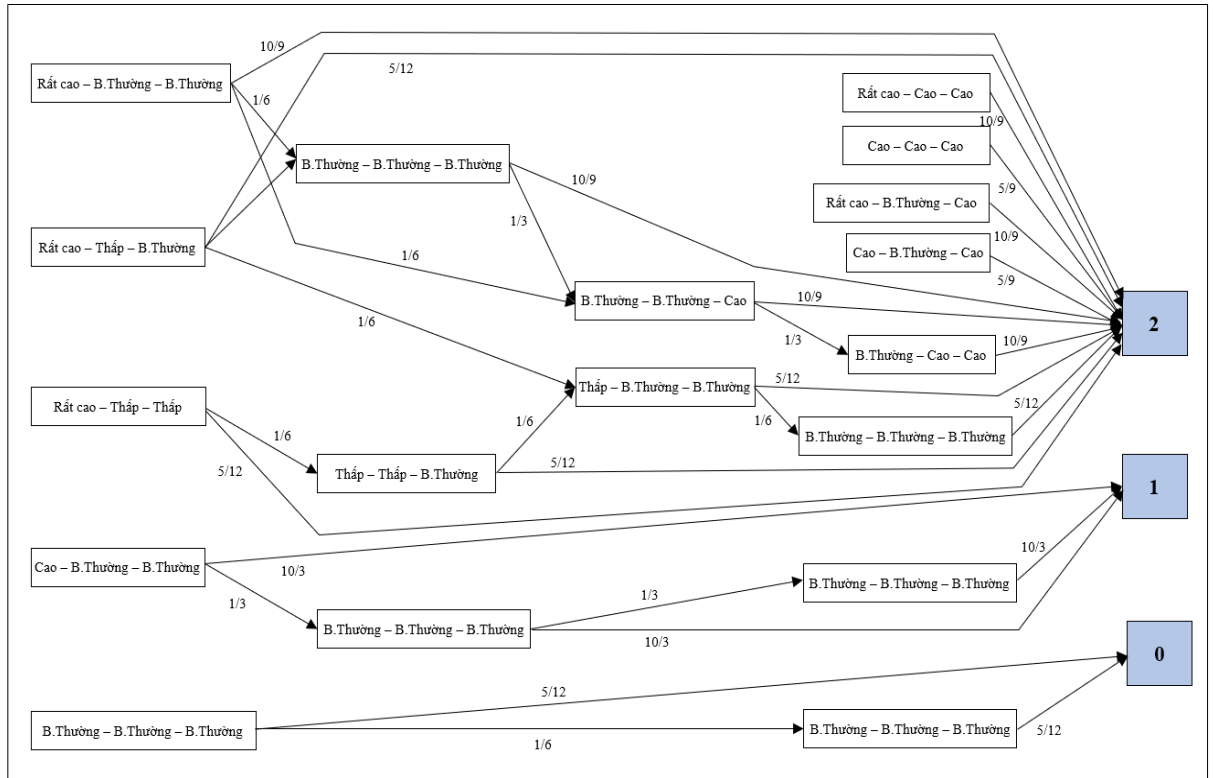 10/9
5/12
Rất cao – B.Thường – B.Thường
1/6
Rất cao – Cao – Cao
10/9
Cao – Cao – Cao
B.Thường – B.Thường – B.Thường
10/9
5/9
Rất cao – B.Thường – Cao
1/3
Rất cao – Thấp – B.Thường
10/9
Cao – B.Thường – Cao
1/6
5/9
B.Thường – B.Thường – Cao
10/9
1/6
2
1/3
10/9
B.Thường – Cao – Cao
Thấp – B.Thường – B.Thường
5/12
5/12
Rất cao – Thấp – Thấp
1/6
1/6
1/6
B.Thường – B.Thường – B.Thường
5/12
5/12
Thấp – Thấp – B.Thường
1
10/3
Cao – B.Thường – B.Thường
10/3
B.Thường – B.Thường – B.Thường
1/3
1/3
B.Thường – B.Thường – B.Thường
10/3
0
5/12
B.Thường – B.Thường – B.Thường
B.Thường – B.Thường – B.Thường
5/12
1/6